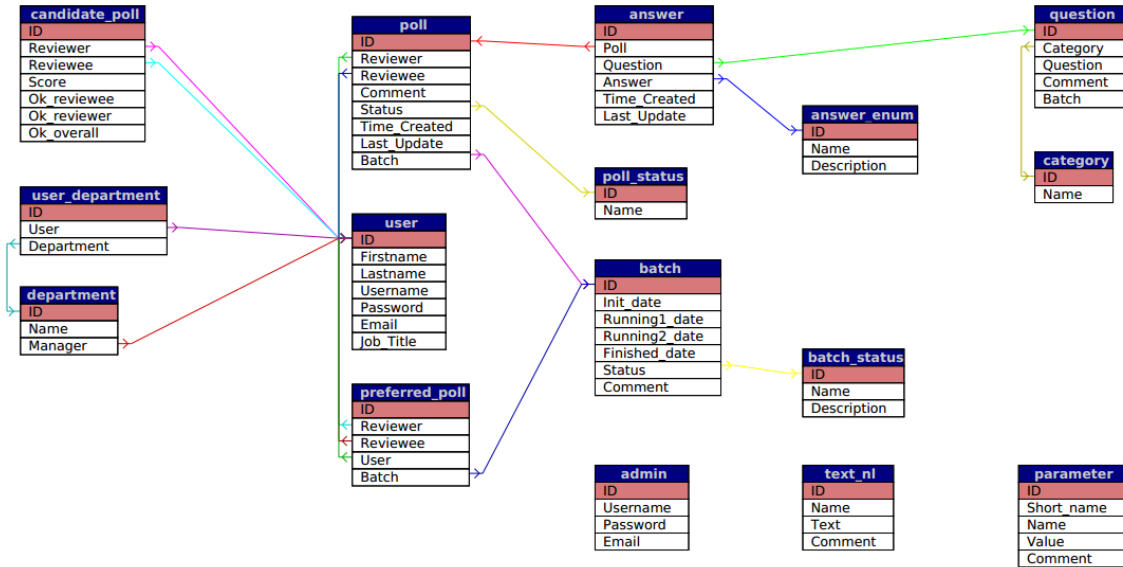 candidate_poll
ID
Reviewer
Reviewee
Score
Ok_reviewee
Ok_reviewer
Ok_overall
user_department
ID
User
Department
department
ID
Name
Manager
poll
ID
Reviewer
Reviewee
Comment
Status
Time_Created
Last_Update
Batch
user
ID
Firstname
Lastname
Username
Password
Email
Job_Title
preferred_poll
ID
Reviewer
Reviewee
User
Batch
answer
ID
Poll
Question
Answer
Time_Created
Last_Update
poll_status
ID
Name
batch
ID
Init_date
Running1_date
Running2_date
Finished_date
Status
Comment
admin
ID
Username
Password
Email
answer_enum
ID
Name
Description
batch_status
ID
Name
Description
text_nl
ID
Name
Text
Comment
question
ID
Category
Question
Comment
Batch
category
ID
Name
parameter
ID
Short_name
Name
Value
Comment